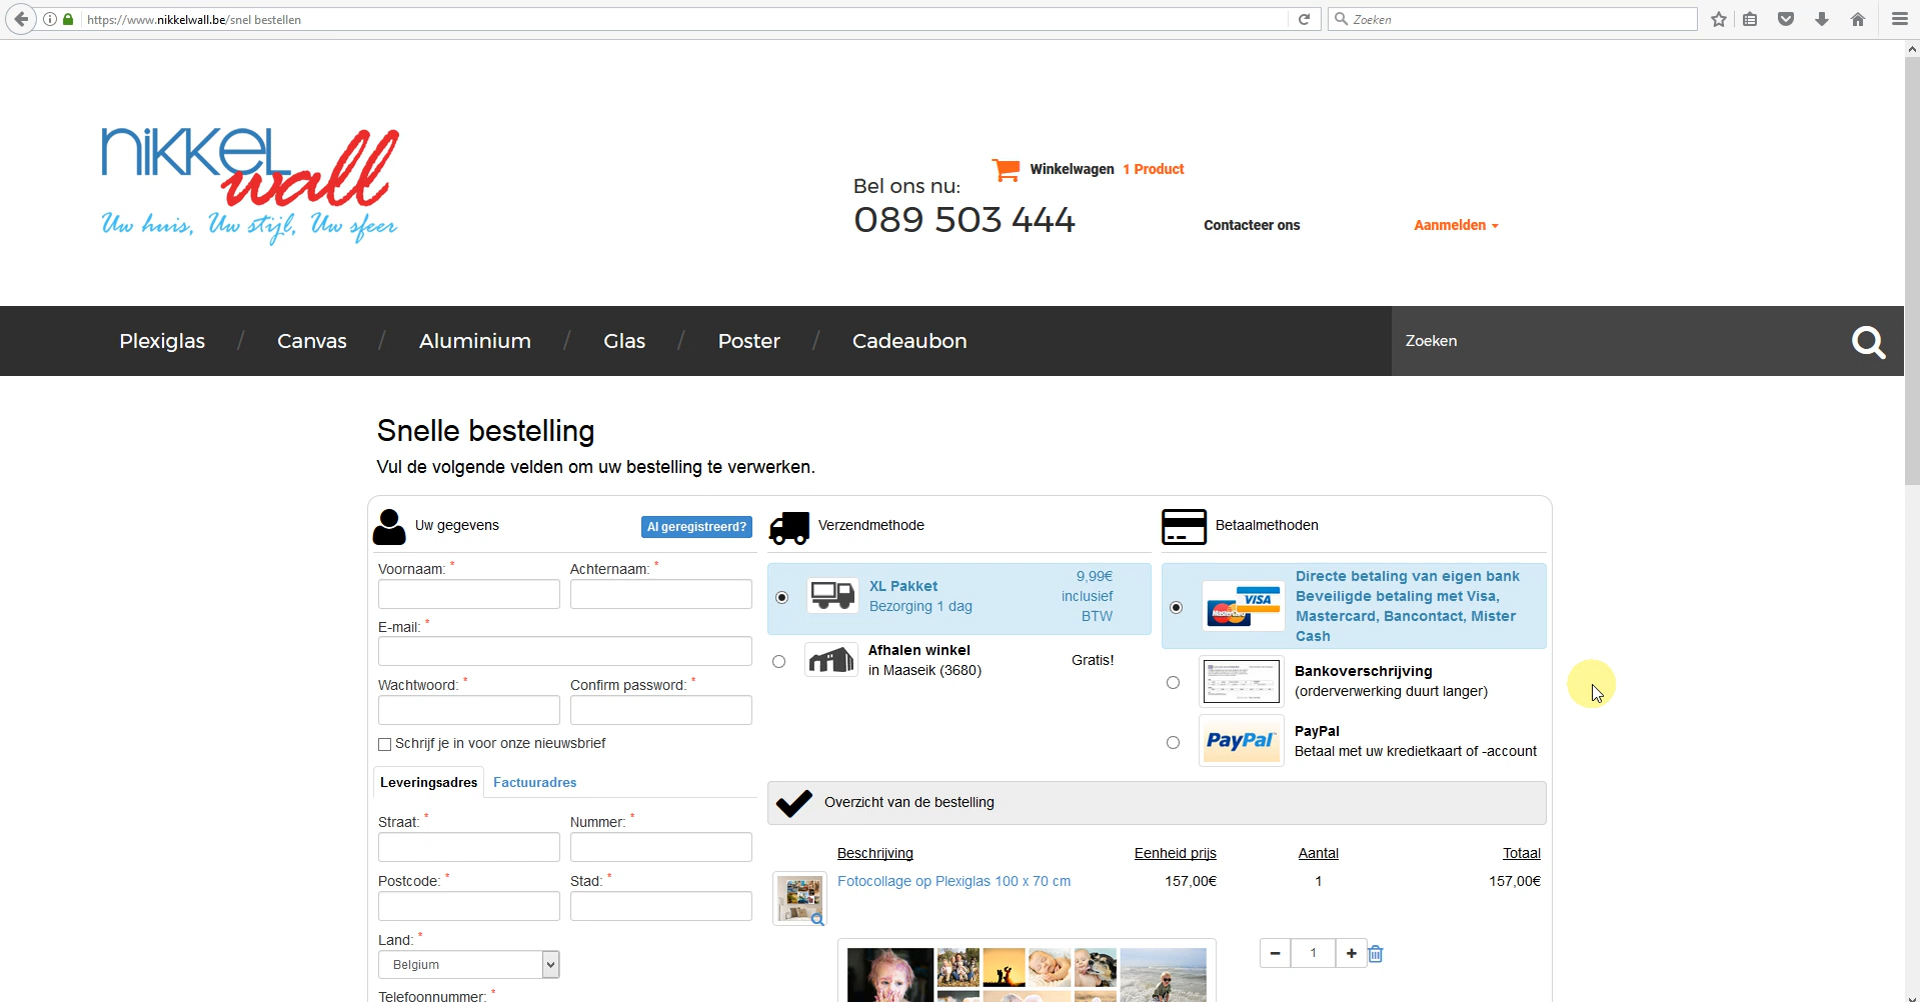 https://www.nikkelwall.be/snel bestellen
Zoeken
nikkel
wall
Uw huis, Uw stijl, Uw sfeer
Winkelwagen 1 Product
Bel ons nu:
089 503 444
Contacteer ons
Aanmelden
Plexiglas / Canvas / Aluminium / Glas / Poster / Cadeaubon
Zoeken
Snelle bestelling
Vul de volgende velden om uw bestelling te verwerken.
Uw gegevens
Al geregistreerd?
Voornaam: *
Achternaam: *
E-mail: *
Wachtwoord: *
Confirm password: *
Schrijf je in voor onze nieuwsbrief
Leveringsadres
Factuuradres
Straat: *
Nummer: *
Postcode: *
Stad: *
Land: *
Belgium
Telefoonnummer: *
Verzendmethode
XL Pakket
Bezorging 1 dag
9,99€
inclusief
BTW
Afhalen winkel
in Maaseik (3680)
Gratis!
Betaalmethoden
MasterCard
VISA
Directe betaling van eigen bank
Beveiligde betaling met Visa,
Mastercard, Bancontact, Mister
Cash
Bankoverschrijving
(orderverwerking duurt langer)
PayPal
PayPal
Betaal met uw kredietkaart of -account
Overzicht van de bestelling
Beschrijving Eenheid prijs Aantal Totaal
Fotocollage op Plexiglas 100 x 70 cm 157,00€ 1 157,00€
− 1 +